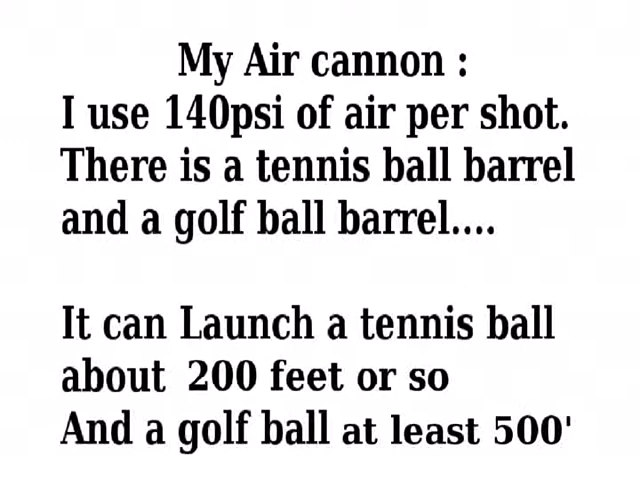 My Air cannon :
I use 140psi of air per shot.
There is a tennis ball barrel
and a golf ball barrel....
It can Launch a tennis ball
about 200 feet or so
And a golf ball at least 500'